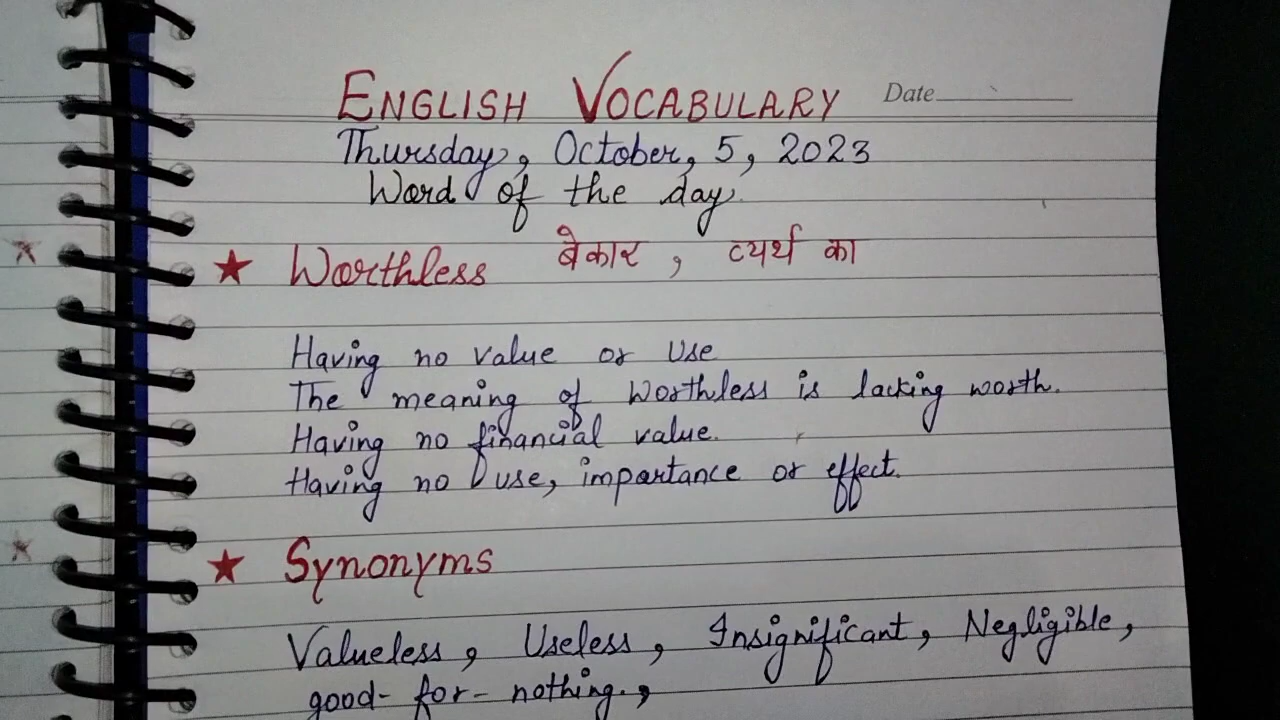 ENGLISH VOCABULARY Date
Thursday, October, 5, 2023
Word of the day.
★ Worthless बेकार , व्यर्थ का
Having no value or use
The meaning of worthless is lacking worth.
Having no financial value.
Having no use, importance or effect.
★ Synonyms
Valueless, Useless, Insignificant, Negligible,
good-for-nothing.,